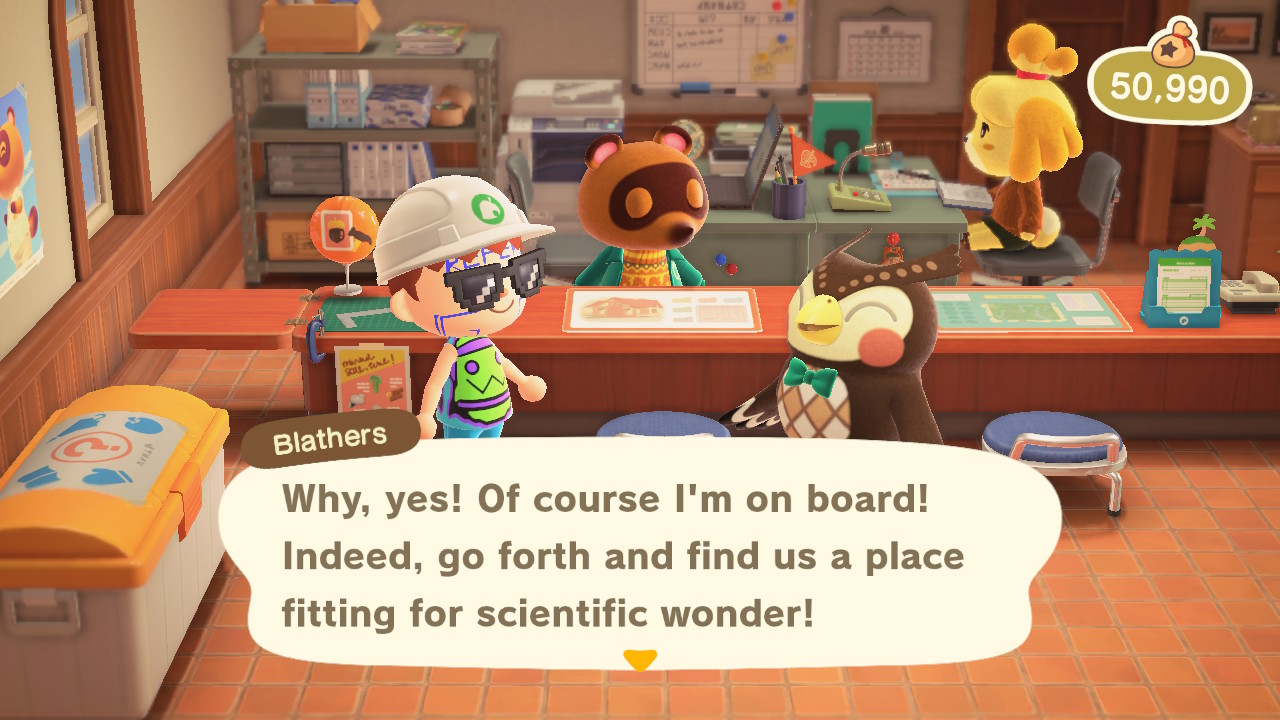 50,990
Blathers
Why, yes! Of course I'm on board!
Indeed, go forth and find us a place
fitting for scientific wonder!